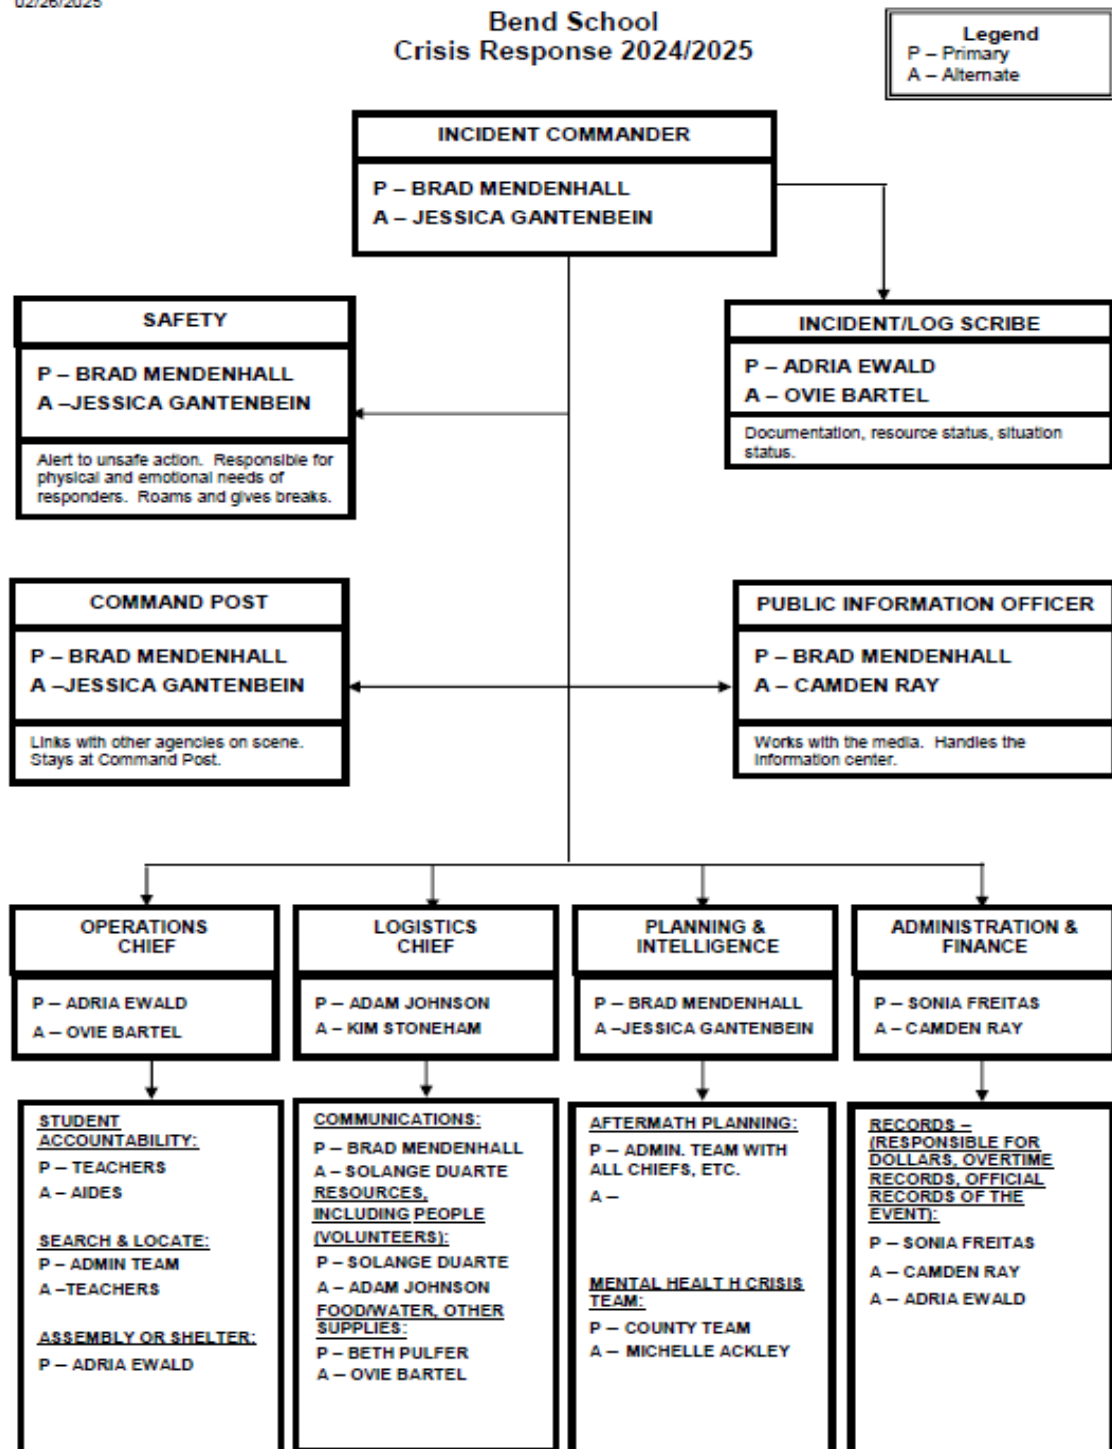 02/26/2025
Bend School
Crisis Response 2024/2025
Legend
P – Primary
A – Alternate
INCIDENT COMMANDER
P – BRAD MENDENHALL
A – JESSICA GANTENBEIN
SAFETY
P – BRAD MENDENHALL
A –JESSICA GANTENBEIN
Alert to unsafe action. Responsible for
physical and emotional needs of
responders. Roams and gives breaks.
INCIDENT/LOG SCRIBE
P – ADRIA EWALD
A – OVIE BARTEL
Documentation, resource status, situation
status.
COMMAND POST
P – BRAD MENDENHALL
A –JESSICA GANTENBEIN
Links with other agencies on scene.
Stays at Command Post.
PUBLIC INFORMATION OFFICER
P – BRAD MENDENHALL
A – CAMDEN RAY
Works with the media. Handles the
information center.
OPERATIONS
CHIEF
P – ADRIA EWALD
A – OVIE BARTEL
LOGISTICS
CHIEF
P – ADAM JOHNSON
A – KIM STONEHAM
PLANNING &
INTELLIGENCE
P – BRAD MENDENHALL
A –JESSICA GANTENBEIN
ADMINISTRATION &
FINANCE
P – SONIA FREITAS
A – CAMDEN RAY
STUDENT
ACCOUNTABILITY:
P – TEACHERS
A – AIDES
SEARCH & LOCATE:
P – ADMIN TEAM
A –TEACHERS
ASSEMBLY OR SHELTER:
P – ADRIA EWALD
COMMUNICATIONS:
P – BRAD MENDENHALL
A – SOLANGE DUARTE
RESOURCES,
INCLUDING PEOPLE
(VOLUNTEERS):
P – SOLANGE DUARTE
A – ADAM JOHNSON
FOOD/WATER, OTHER
SUPPLIES:
P – BETH PULFER
A – OVIE BARTEL
AFTERMATH PLANNING:
P – ADMIN. TEAM WITH
ALL CHIEFS, ETC.
A –
MENTAL HEALT H CRISIS
TEAM:
P – COUNTY TEAM
A – MICHELLE ACKLEY
RECORDS –
(RESPONSIBLE FOR
DOLLARS, OVERTIME
RECORDS, OFFICIAL
RECORDS OF THE
EVENT):
P – SONIA FREITAS
A – CAMDEN RAY
A – ADRIA EWALD